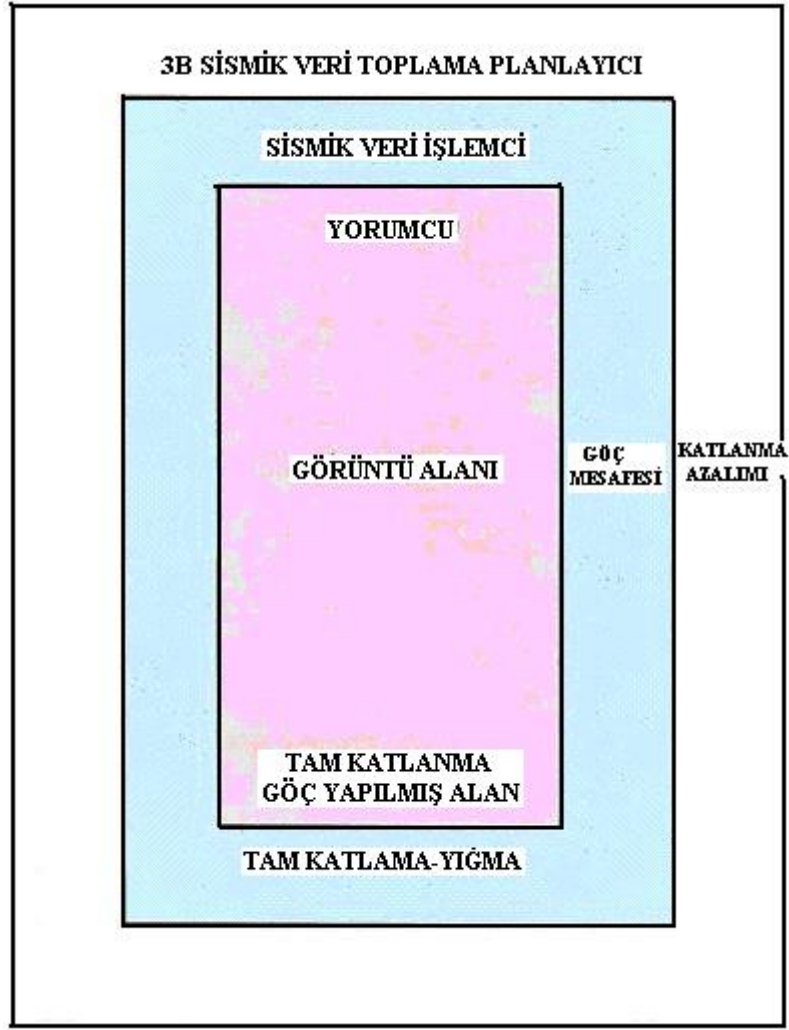 3B SİSMİK VERİ TOPLAMA PLANLAYICI
SİSMİK VERİ İŞLEMCİ
YORUMCU
GÖRÜNTÜ ALANI
GÖÇ
MESAFESİ
KATLANMA
AZALIMI
TAM KATLANMA
GÖÇ YAPILMIŞ ALAN
TAM KATLAMA-YIĞMA